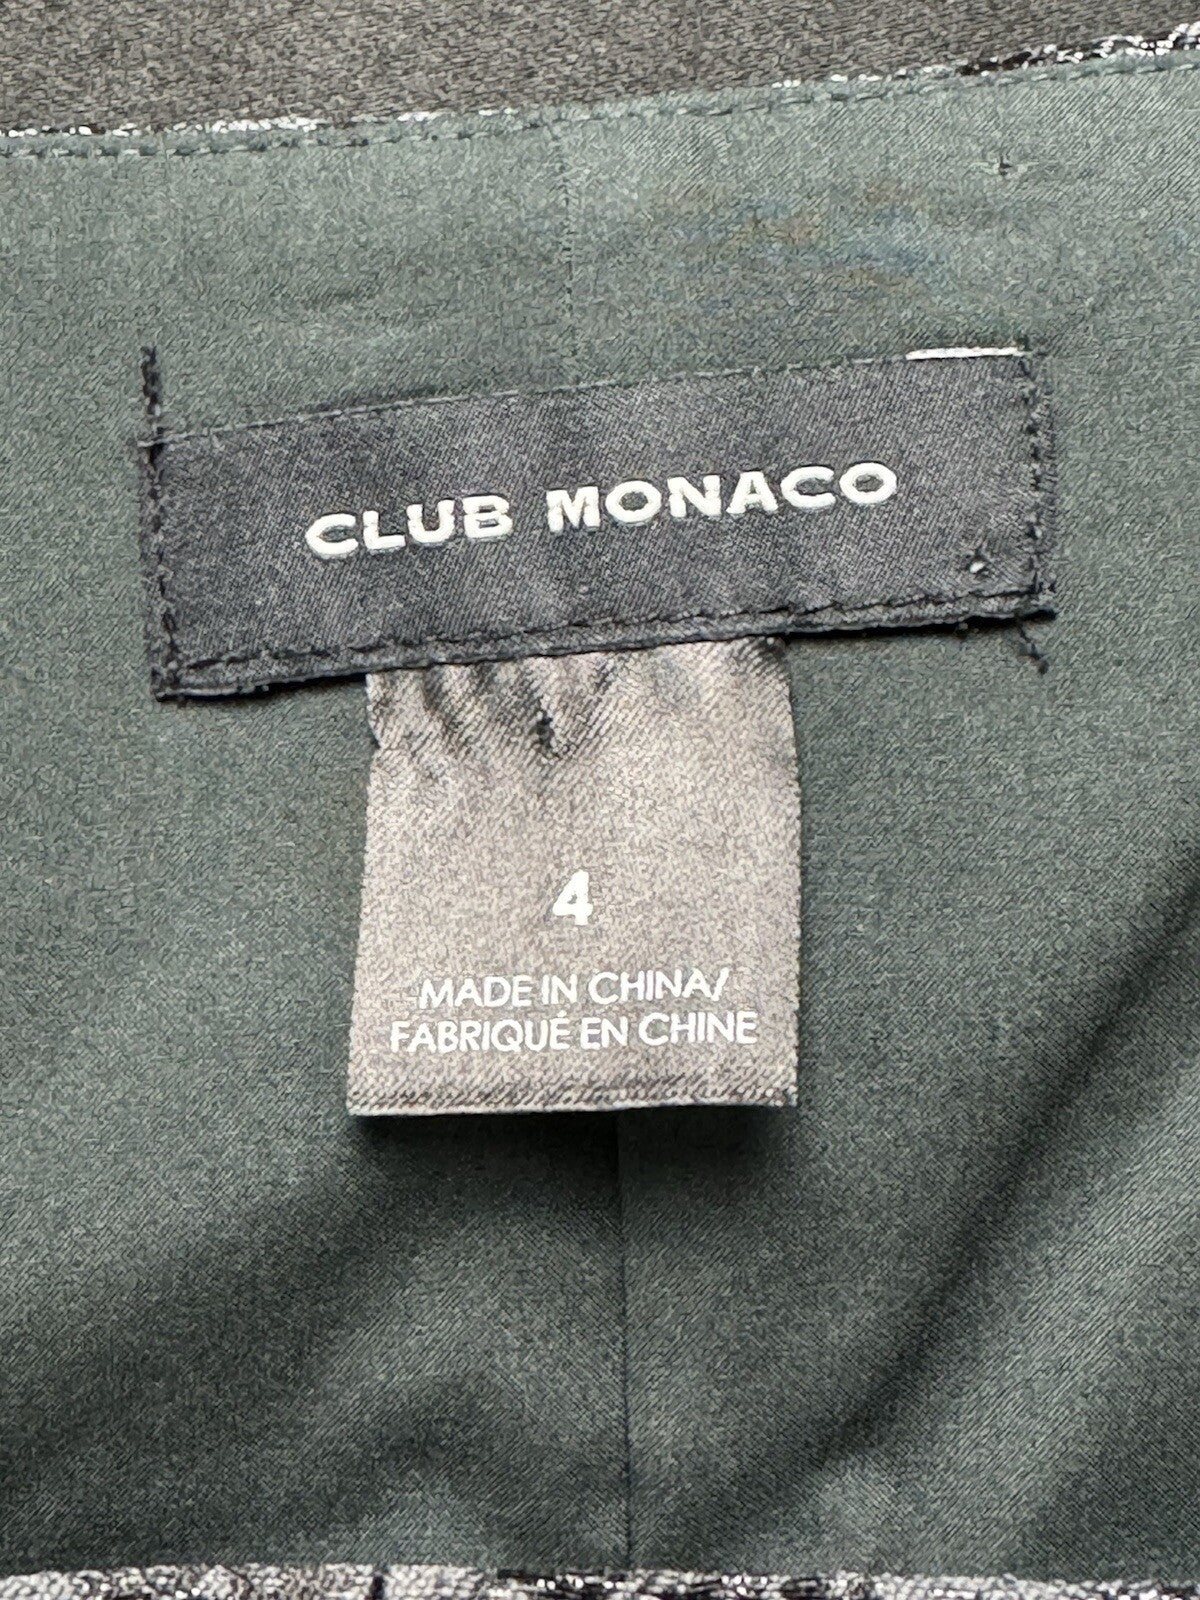 CLUB MONACO
4
MADE IN CHINA/
FABRIQUÉ EN CHINE